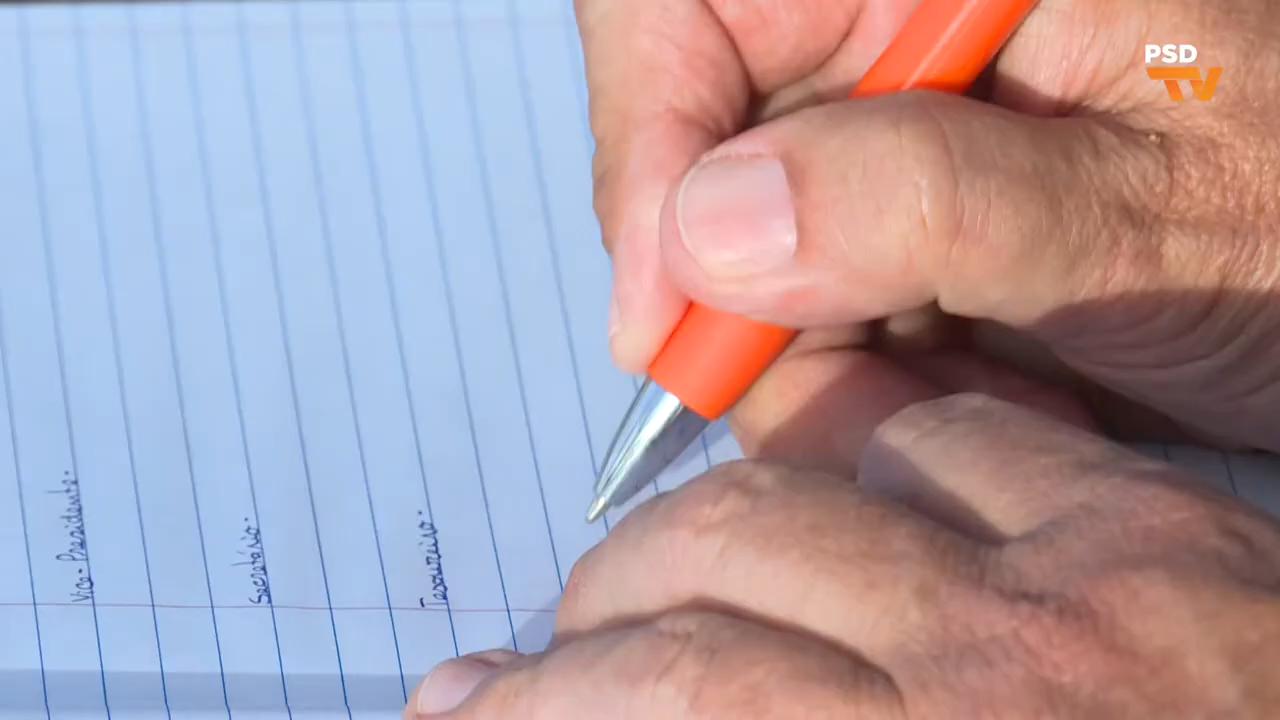 PSD
TV
Vice-Presidente.
Secretário.
Tesoureiro.